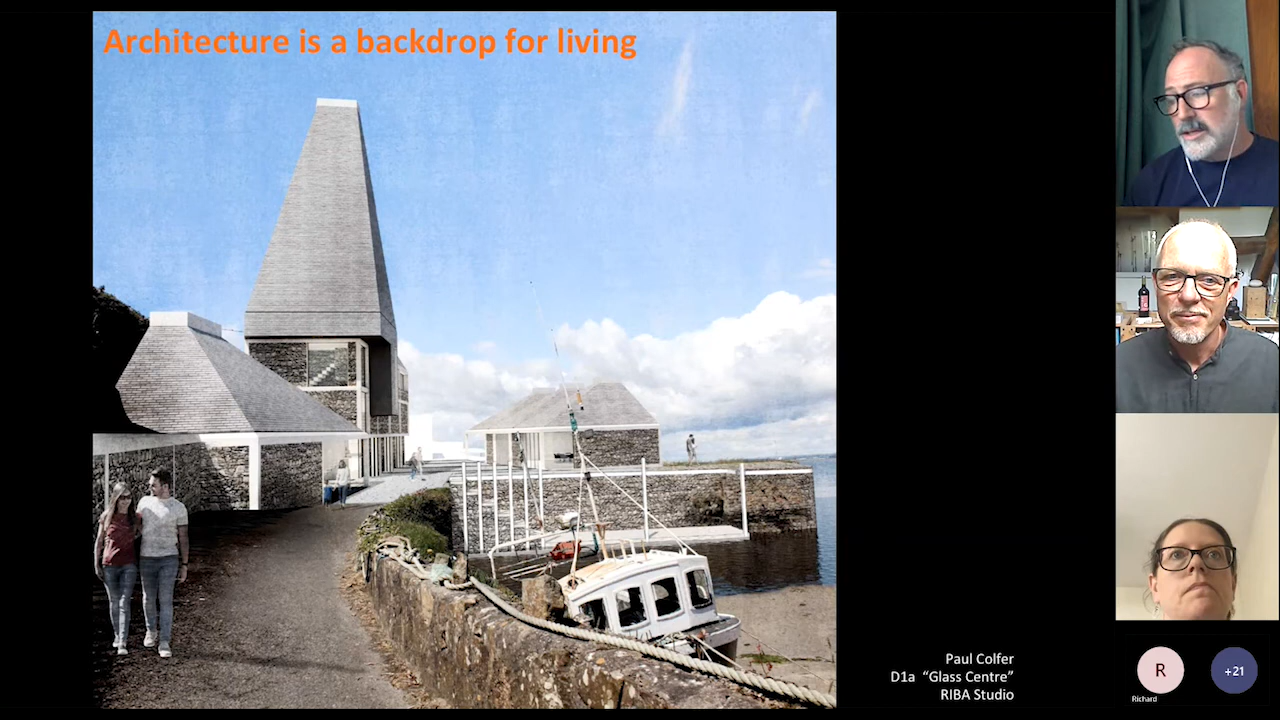 Architecture is a backdrop for living
Paul Colfer
D1a “Glass Centre”
RIBA Studio
R
+21
Richard